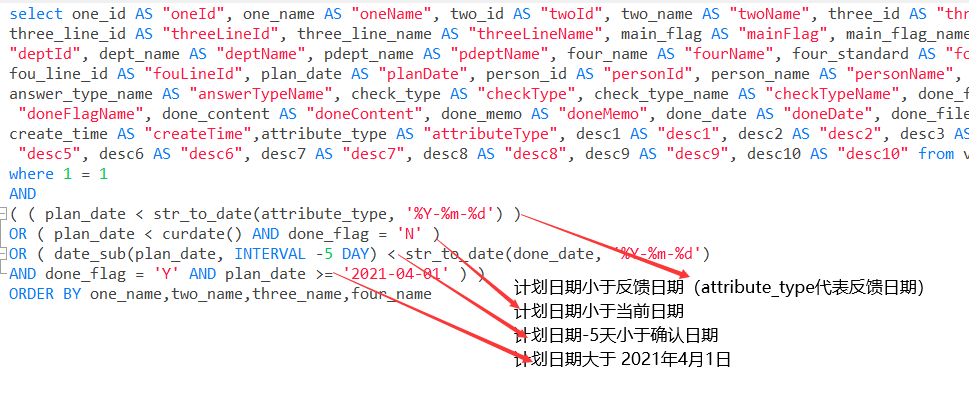 select one_id AS "oneId", one_name AS "oneName", two_id AS "twoId", two_name AS "twoName", three_id AS "thr
three_line_id AS "threeLineId", three_line_name AS "threeLineName", main_flag AS "mainFlag", main_flag_name
"deptId", dept_name AS "deptName", pdept_name AS "pdeptName", four_name AS "fourName", four_standard AS "fo
fou_line_id AS "fouLineId", plan_date AS "planDate", person_id AS "personId", person_name AS "personName",
answer_type_name AS "answerTypeName", check_type AS "checkType", check_type_name AS "checkTypeName", done_f
"doneFlagName", done_content AS "doneContent", done_memo AS "doneMemo", done_date AS "doneDate", done_file
create_time AS "createTime",attribute_type AS "attributeType", desc1 AS "desc1", desc2 AS "desc2", desc3 AS
"desc5", desc6 AS "desc6", desc7 AS "desc7", desc8 AS "desc8", desc9 AS "desc9", desc10 AS "desc10" from v
where 1 = 1
AND
( ( plan_date < str_to_date(attribute_type, '%Y-%m-%d') )
OR ( plan_date < curdate() AND done_flag = 'N' )
OR ( date_sub(plan_date, INTERVAL -5 DAY) < str_to_date(done_date, '%Y-%m-%d')
AND done_flag = 'Y' AND plan_date >= '2021-04-01' ) )
ORDER BY one_name,two_name,three_name,four_name
计划日期小于反馈日期（attribute_type代表反馈日期）
计划日期小于当前日期
计划日期-5天小于确认日期
计划日期大于 2021年4月1日